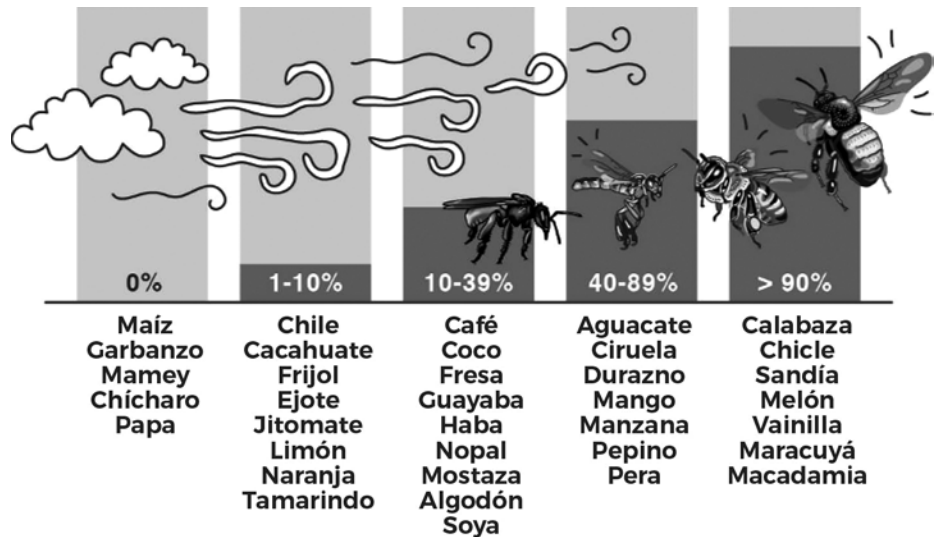 0%
1-10%
10-39%
40-89%
> 90%
Maíz
Garbanzo
Mamey
Chícharo
Papa
Chile
Cacahuate
Frijol
Ejote
Jitomate
Limón
Naranja
Tamarindo
Café
Coco
Fresa
Guayaba
Haba
Nopal
Mostaza
Algodón
Soya
Aguacate
Ciruela
Durazno
Mango
Manzana
Pepino
Pera
Calabaza
Chicle
Sandía
Melón
Vainilla
Maracuyá
Macadamia